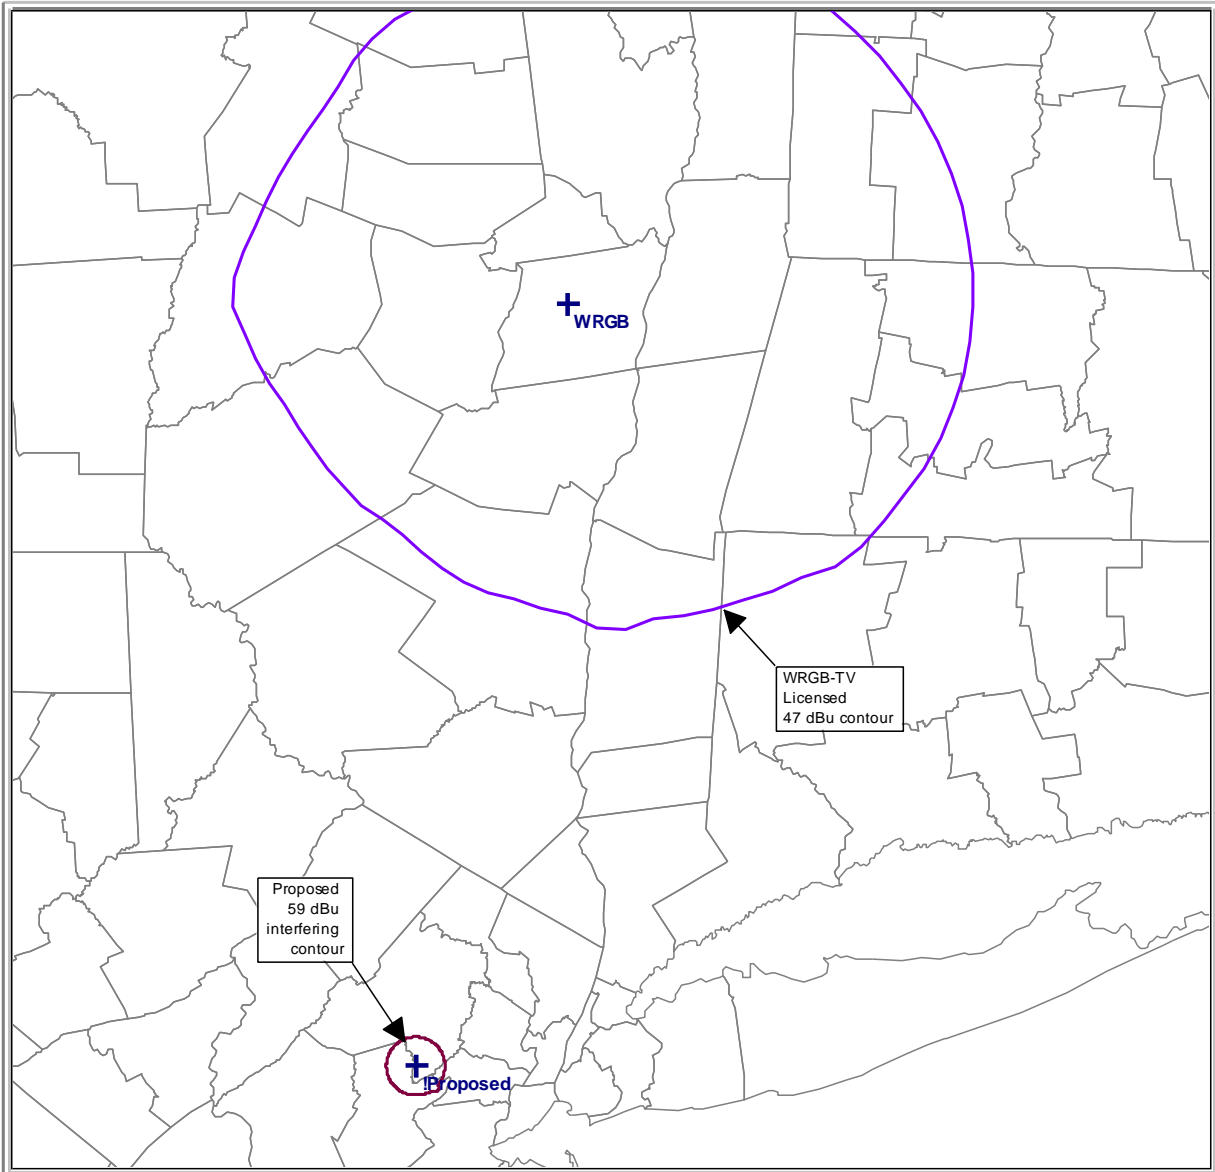 WRGB
WRGB-TV
Licensed
47 dBu contour
Proposed
59 dBu
interfering
contour
!Proposed